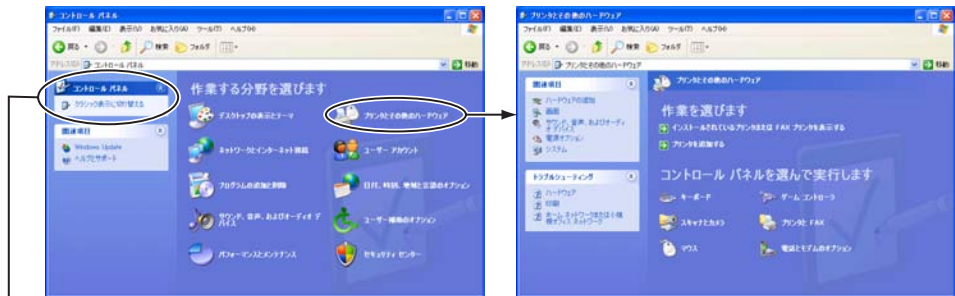 コントロール パネル
ファイル(F) 編集(E) 表示(V) お気に入り(A) ツール(T) ヘルプ(H)
戻る 検索 フォルダ
アドレス(D) コントロール パネル 移動
コントロール パネル
クラシック表示に切り替える
関連項目
Windows Update
ヘルプとサポート
作業する分野を選びます
デスクトップの表示とテーマ
プリンタとその他のハードウェア
ネットワークとインターネット接続
ユーザー アカウント
プログラムの追加と削除
日付、時刻、地域と言語のオプション
サウンド、音声、およびオーディオ デバイス
ユーザー補助のオプション
パフォーマンスとメンテナンス
セキュリティ センター
プリンタとその他のハードウェア
ファイル(F) 編集(E) 表示(V) お気に入り(A) ツール(T) ヘルプ(H)
戻る 検索 フォルダ
アドレス(D) プリンタとその他のハードウェア 移動
関連項目
ハードウェアの追加
画面
サウンド、音声、およびオーディ
オ デバイス
電源オプション
システム
トラブルシューティング
ハードウェア
印刷
ホーム ネットワークまたは小規
模オフィス ネットワーク
プリンタとその他のハードウェア
作業を選びます
インストールされているプリンタまたは FAX プリンタを表示する
プリンタを追加する
コントロール パネルを選んで実行します
キーボード
ゲーム コントローラ
スキャナとカメラ
プリンタと FAX
マウス
電話とモデムのオプション